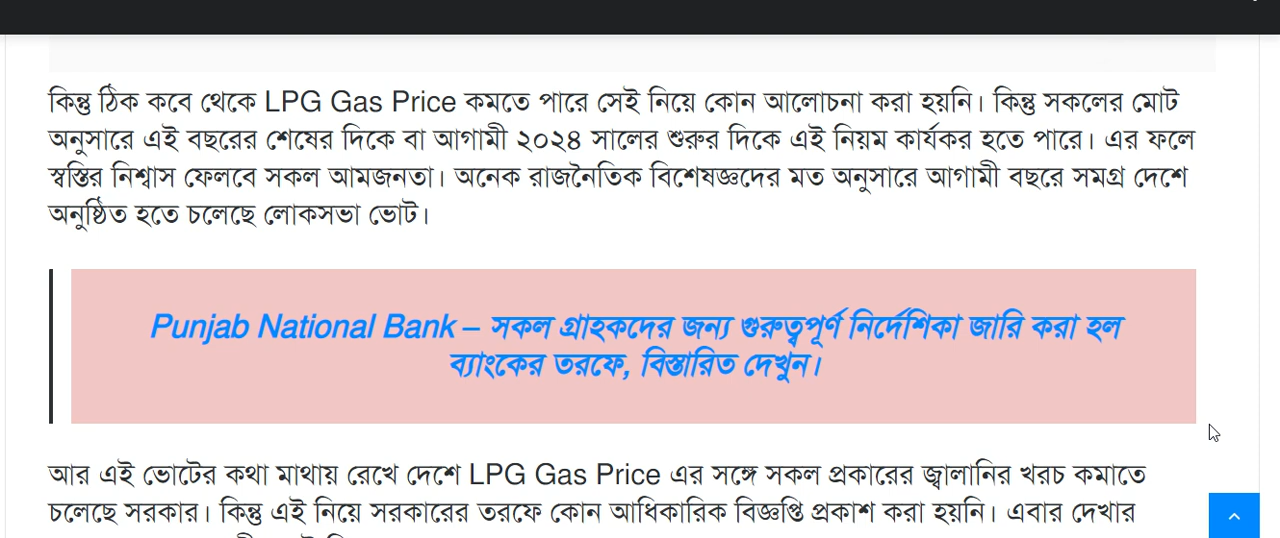 কিন্তু ঠিক কবে থেকে LPG Gas Price কমতে পারে সেই নিয়ে কোন আলোচনা করা হয়নি। কিন্তু সকলের মোট
অনুসারে এই বছরের শেষের দিকে বা আগামী ২০২৪ সালের শুরুর দিকে এই নিয়ম কার্যকর হতে পারে। এর ফলে
স্বস্তির নিশ্বাস ফেলবে সকল আমজনতা। অনেক রাজনৈতিক বিশেষজ্ঞদের মত অনুসারে আগামী বছরে সমগ্র দেশে
অনুষ্ঠিত হতে চলেছে লোকসভা ভোট।
Punjab National Bank – সকল গ্রাহকদের জন্য গুরুত্বপূর্ণ নির্দেশিকা জারি করা হল
ব্যাংকের তরফে, বিস্তারিত দেখুন।
আর এই ভোটের কথা মাথায় রেখে দেশে LPG Gas Price এর সঙ্গে সকল প্রকারের জ্বালানির খরচ কমাতে
চলেছে সরকার। কিন্তু এই নিয়ে সরকারের তরফে কোন আধিকারিক বিজ্ঞপ্তি প্রকাশ করা হয়নি। এবার দেখার